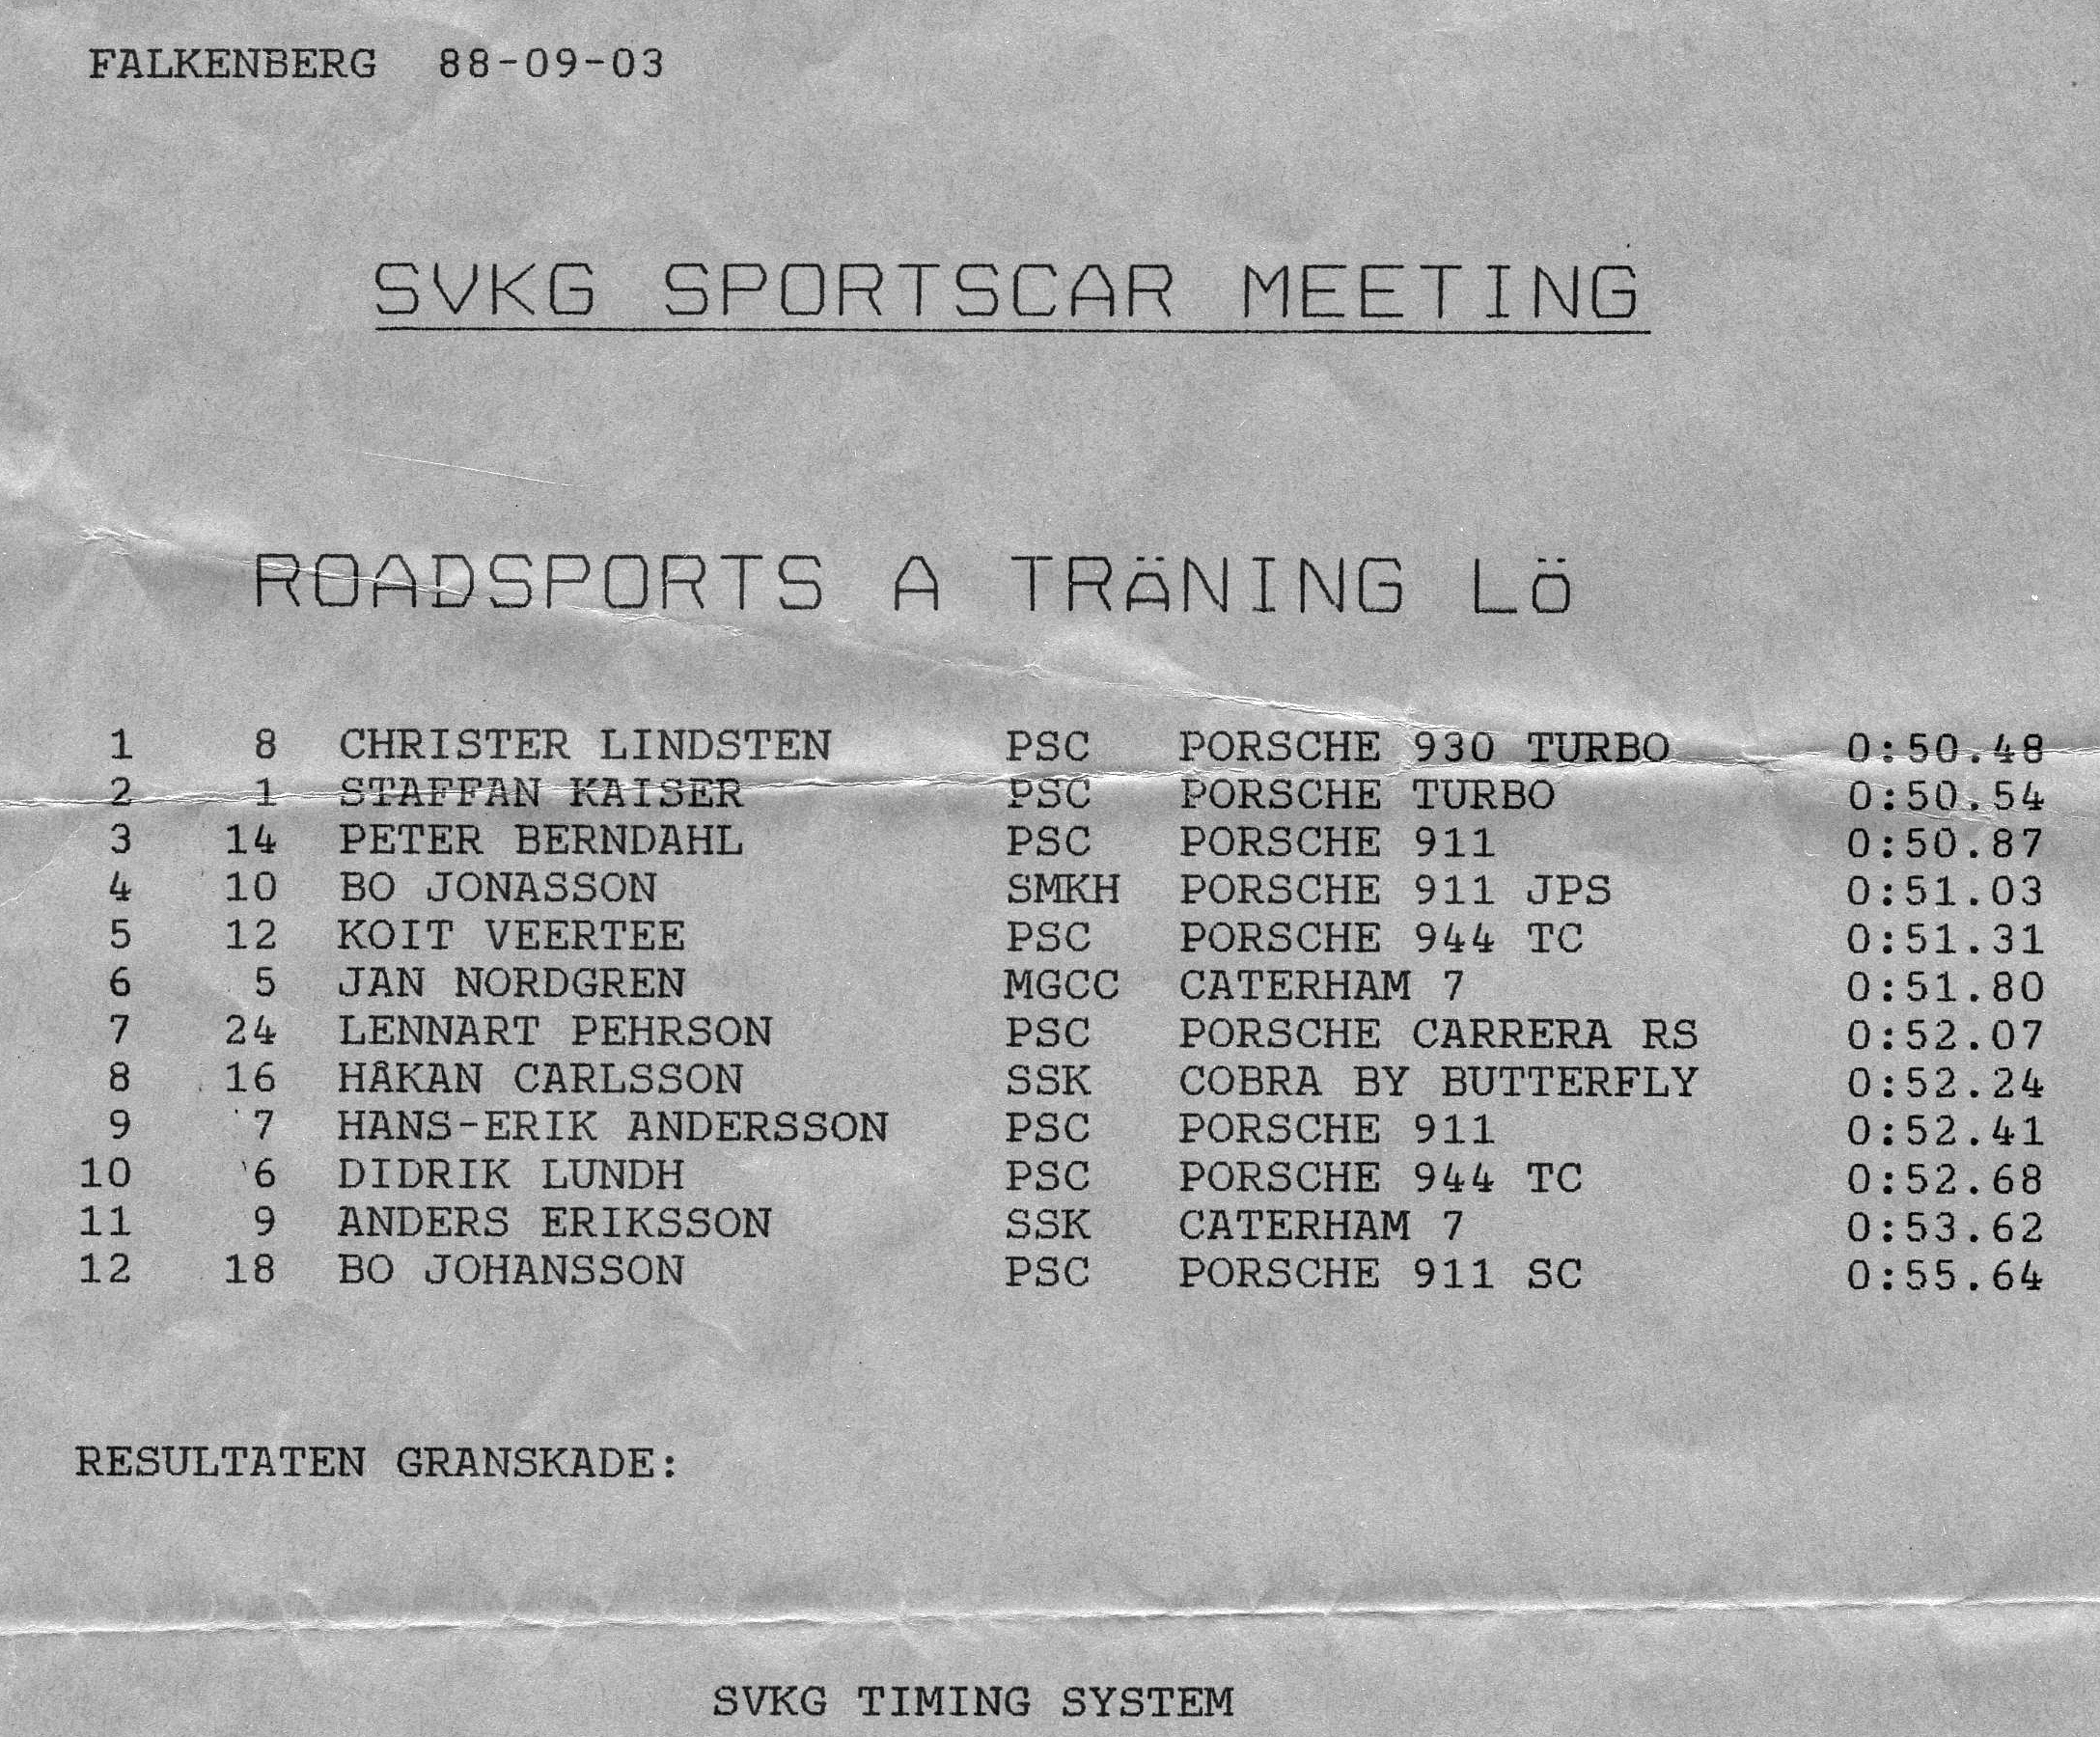 FALKENBERG 88-09-03
SVKG SPORTSCAR MEETING
ROADSPORTS A TRÄNING LÖ
1 8 CHRISTER LINDSTEN PSC PORSCHE 930 TURBO 0:50.48
2 1 STAFFAN KAISER PSC PORSCHE TURBO 0:50.54
3 14 PETER BERNDAHL PSC PORSCHE 911 0:50.87
4 10 BO JONASSON SMKH PORSCHE 911 JPS 0:51.03
5 12 KOIT VEERTEE PSC PORSCHE 944 TC 0:51.31
6 5 JAN NORDGREN MGCC CATERHAM 7 0:51.80
7 24 LENNART PEHRSON PSC PORSCHE CARRERA RS 0:52.07
8 16 HÅKAN CARLSSON SSK COBRA BY BUTTERFLY 0:52.24
9 7 HANS-ERIK ANDERSSON PSC PORSCHE 911 0:52.41
10 6 DIDRIK LUNDH PSC PORSCHE 944 TC 0:52.68
11 9 ANDERS ERIKSSON SSK CATERHAM 7 0:53.62
12 18 BO JOHANSSON PSC PORSCHE 911 SC 0:55.64
RESULTATEN GRANSKADE:
SVKG TIMING SYSTEM